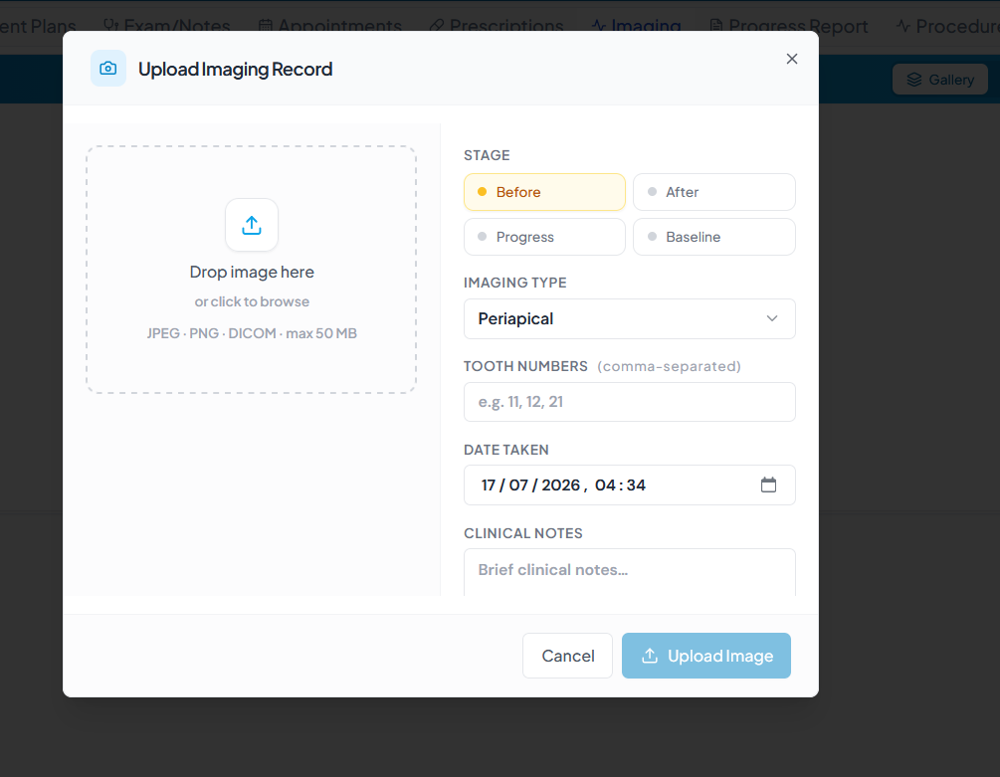 ent Plans Exam/Notes Appointments Prescriptions Imaging Progress Report Procedure
Gallery
Upload Imaging Record
Drop image here
or click to browse
JPEG · PNG · DICOM · max 50 MB
STAGE
Before
After
Progress
Baseline
IMAGING TYPE
Periapical
TOOTH NUMBERS (comma-separated)
e.g. 11, 12, 21
DATE TAKEN
17 / 07 / 2026 , 04 : 34
CLINICAL NOTES
Brief clinical notes...
Cancel
Upload Image